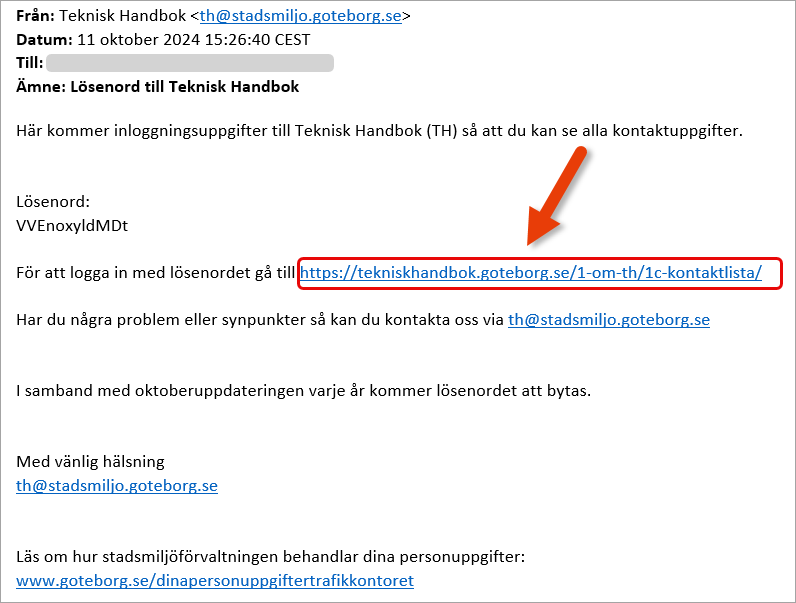 Från: Teknisk Handbok <th@stadsmiljo.goteborg.se>
Datum: 11 oktober 2024 15:26:40 CEST
Till:
Ämne: Lösenord till Teknisk Handbok
Här kommer inloggningsuppgifter till Teknisk Handbok (TH) så att du kan se alla kontaktuppgifter.
Lösenord:
VVEnoxyldMDt
För att logga in med lösenordet gå till https://tekniskhandbok.goteborg.se/1-om-th/1c-kontaktlista/
Har du några problem eller synpunkter så kan du kontakta oss via th@stadsmiljo.goteborg.se
I samband med oktoberuppdateringen varje år kommer lösenordet att bytas.
Med vänlig hälsning
th@stadsmiljo.goteborg.se
Läs om hur stadsmiljöförvaltningen behandlar dina personuppgifter:
www.goteborg.se/dinapersonuppgiftertrafikkontoret